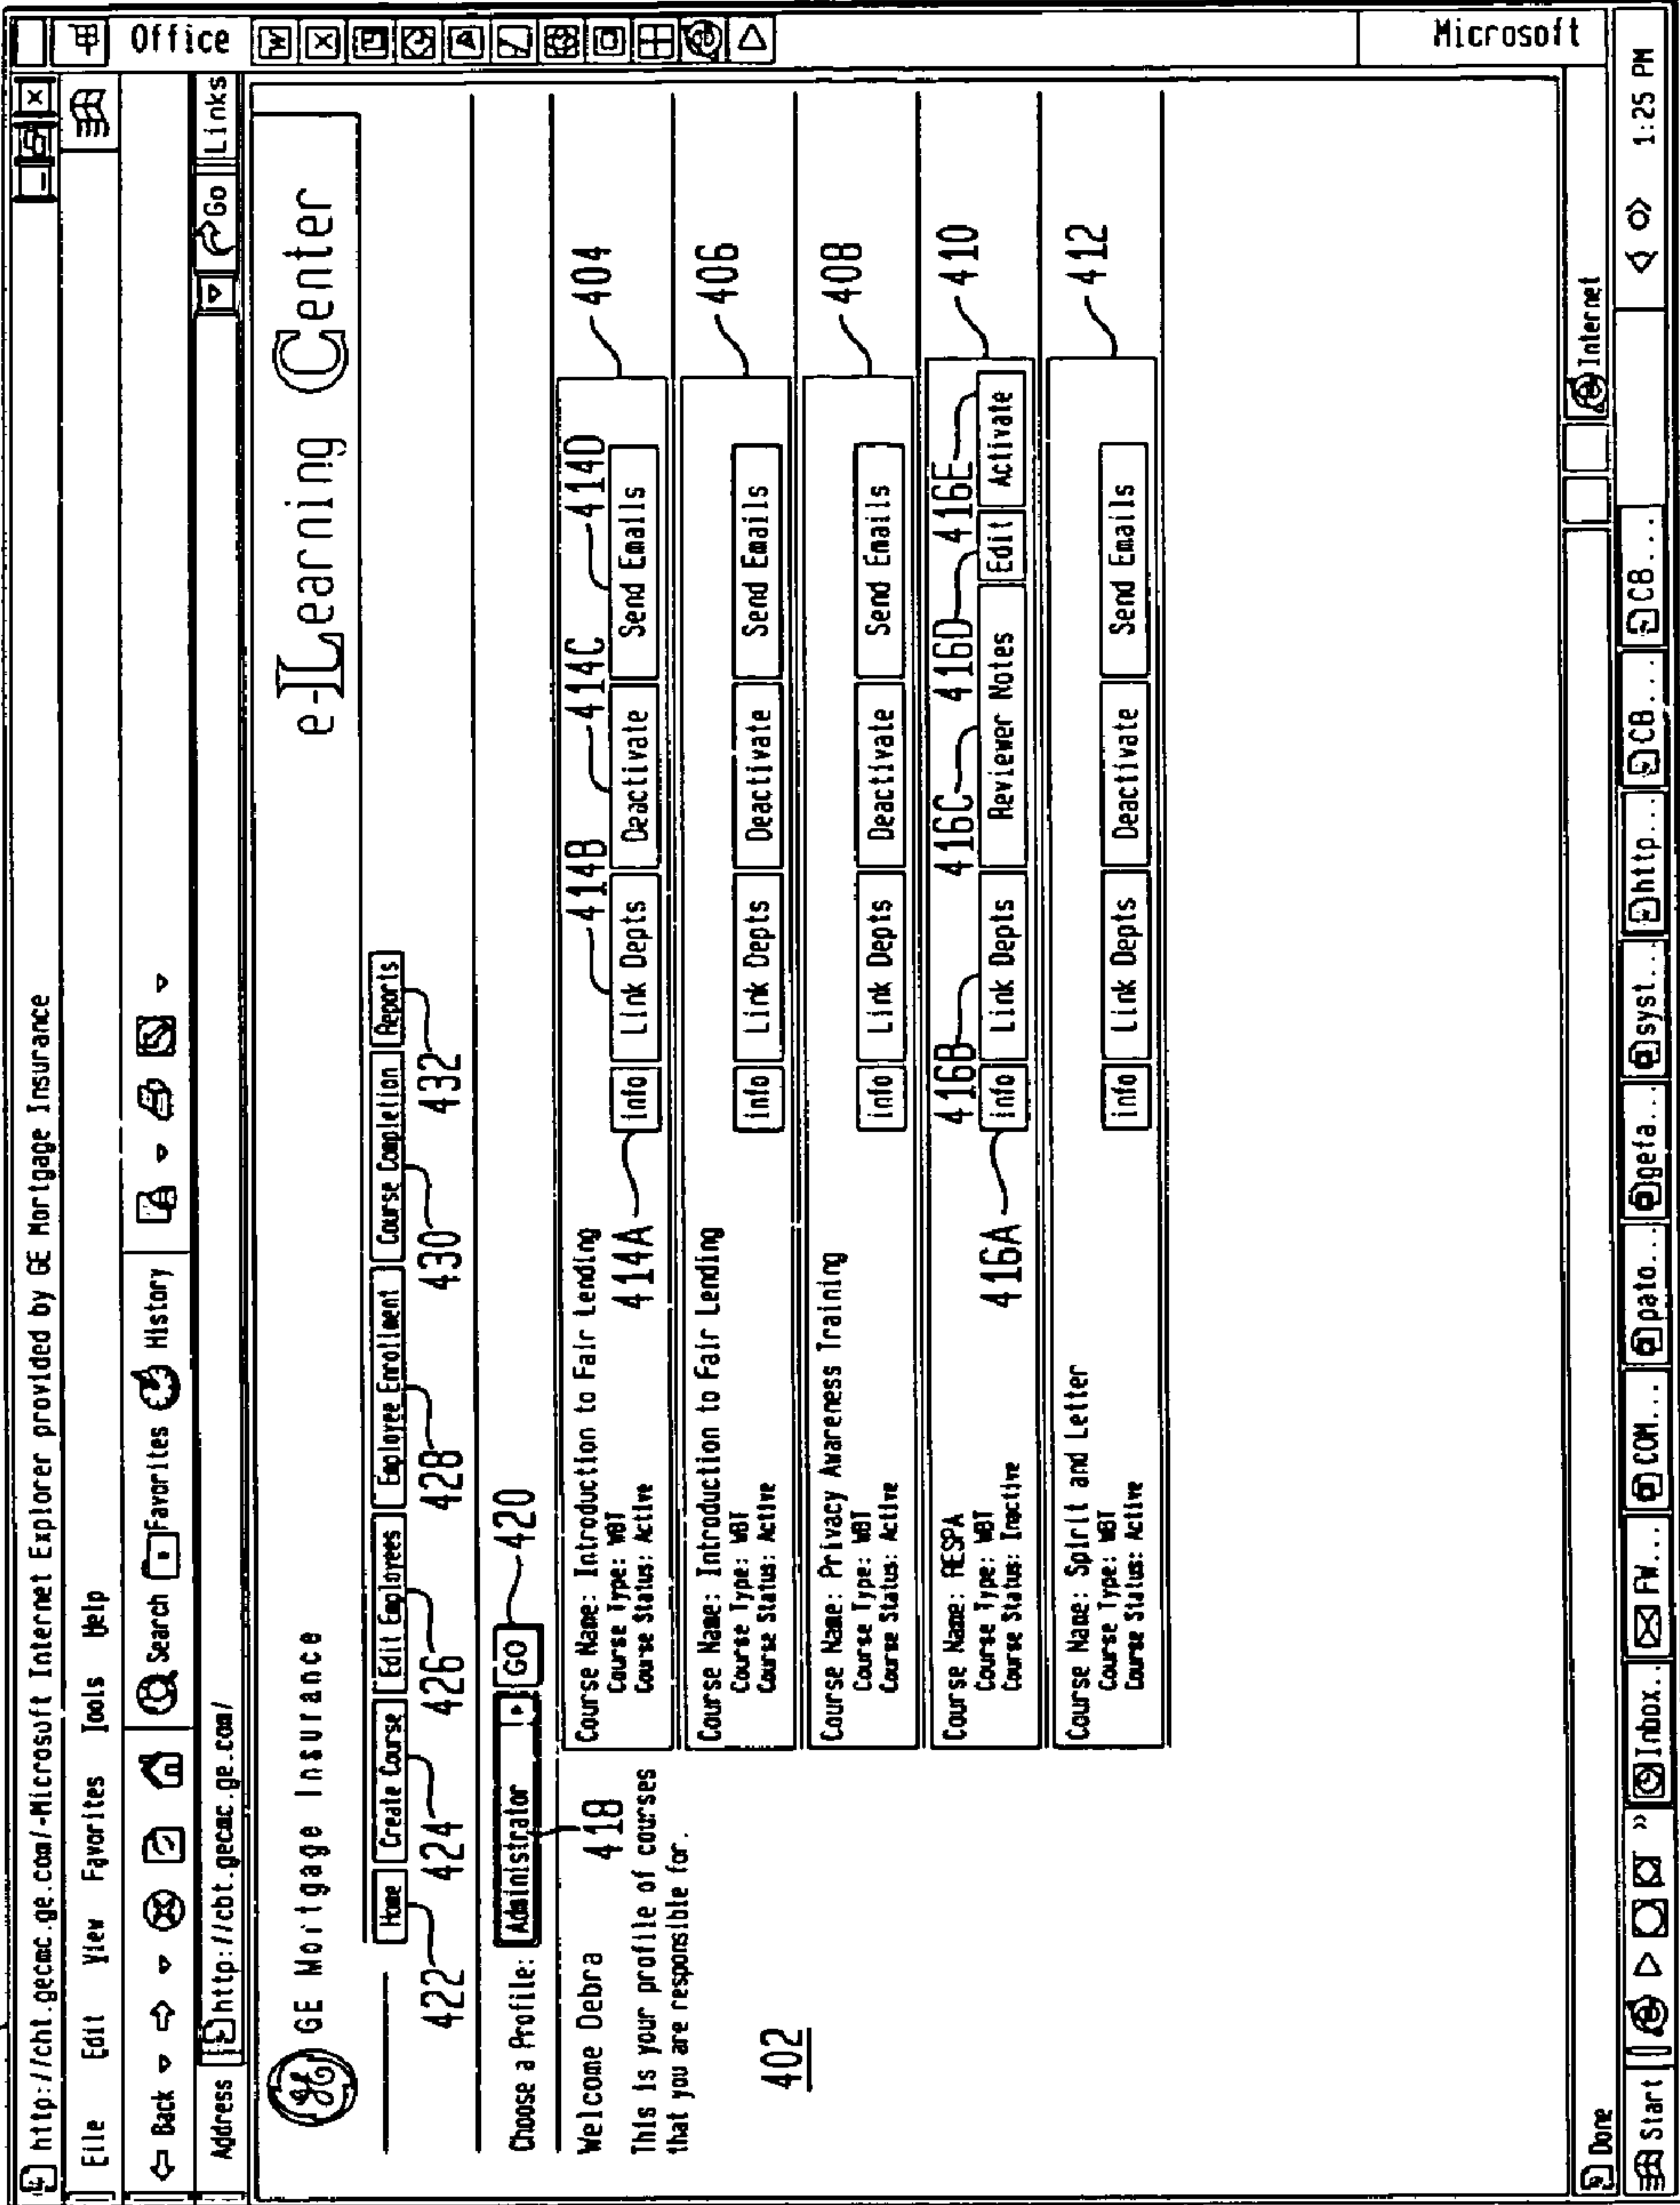 http://cht.gecmc.ge.com/-Microsoft Internet Explorer provided by GE Mortgage Insurance
File Edit View Favorites Tools Help
Back Search Favorites History
Address http://cbt.gecmc.ge.com/ Go Links
Office
Microsoft
GE Mortgage Insurance e-Learning Center
Home Create Course Edit Employees Employee Enrollment Course Completion Reports
422 424 426 428 430 432
Choose a Profile: Administrator GO 420
Welcome Debra 418
This is your profile of courses
that you are responsible for.
402
Course Name: Introduction to Fair Lending 404
Course Type: WBT 414A 414B 414C 414D
Course Status: Active info Link Depts Deactivate Send Emails
Course Name: Introduction to Fair Lending 406
Course Type: WBT
Course Status: Active info Link Depts Deactivate Send Emails
Course Name: Privacy Awareness Training 408
Course Type: WBT
Course Status: Active info Link Depts Deactivate Send Emails
Course Name: RESPA 410
Course Type: WBT 416A 416B 416C 416D 416E
Course Status: Inactive info Link Depts Reviewer Notes Edit Activate
Course Name: Spirit and Letter 412
Course Type: WBT
Course Status: Active info Link Depts Deactivate Send Emails
Done Internet
Start » Inbox.. FW... COM... pato... gefa.. syst... http... CB... CB... 1:25 PM